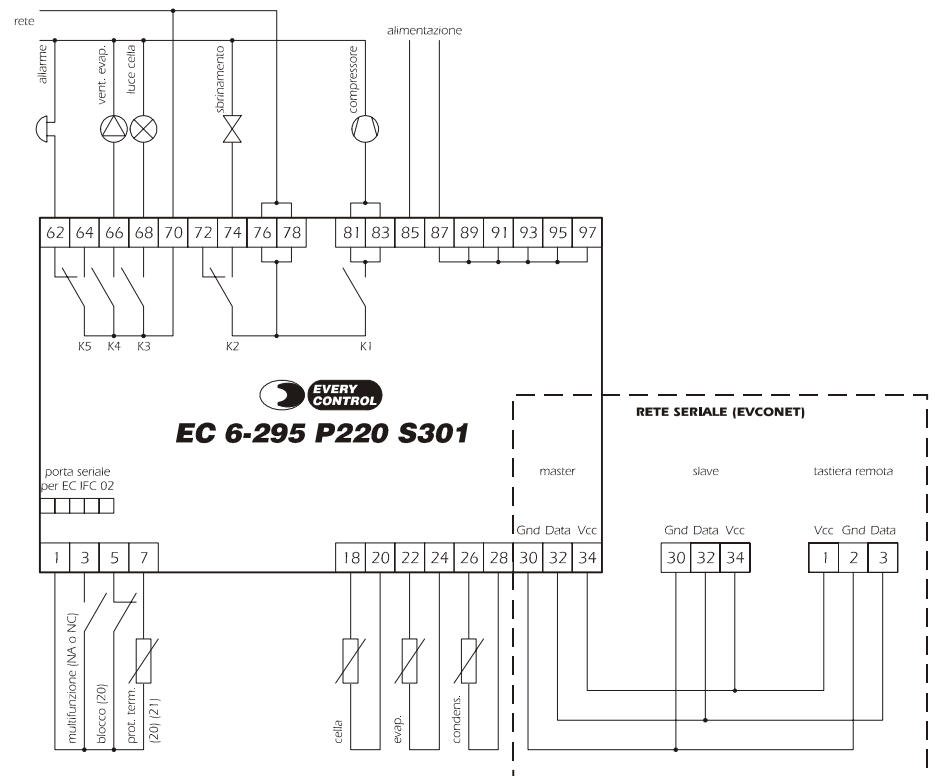 rete
alimentazione
allarme
vent. evap.
luce cella
sbrinamento
compressore
62 64 66 68 70 72 74 76 78 81 83 85 87 89 91 93 95 97
K5 K4 K3 K2 K1
EVERY
CONTROL
EC 6-295 P220 S301
RETE SERIALE (EVCONET)
porta seriale
per EC IFC 02
master slave tastiera remota
Gnd Data Vcc Gnd Data Vcc Vcc Gnd Data
1 3 5 7 18 20 22 24 26 28 30 32 34 30 32 34 1 2 3
multifunzione (NA o NC)
blocco (20)
prot. term.
(20) (21)
cella
evap.
condens.